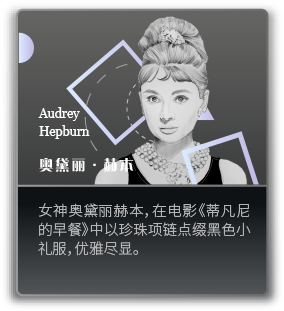 Audrey
Hepburn
奥黛丽·赫本
女神奥黛丽赫本，在电影《蒂凡尼
的早餐》中以珍珠项链点缀黑色小
礼服，优雅尽显。